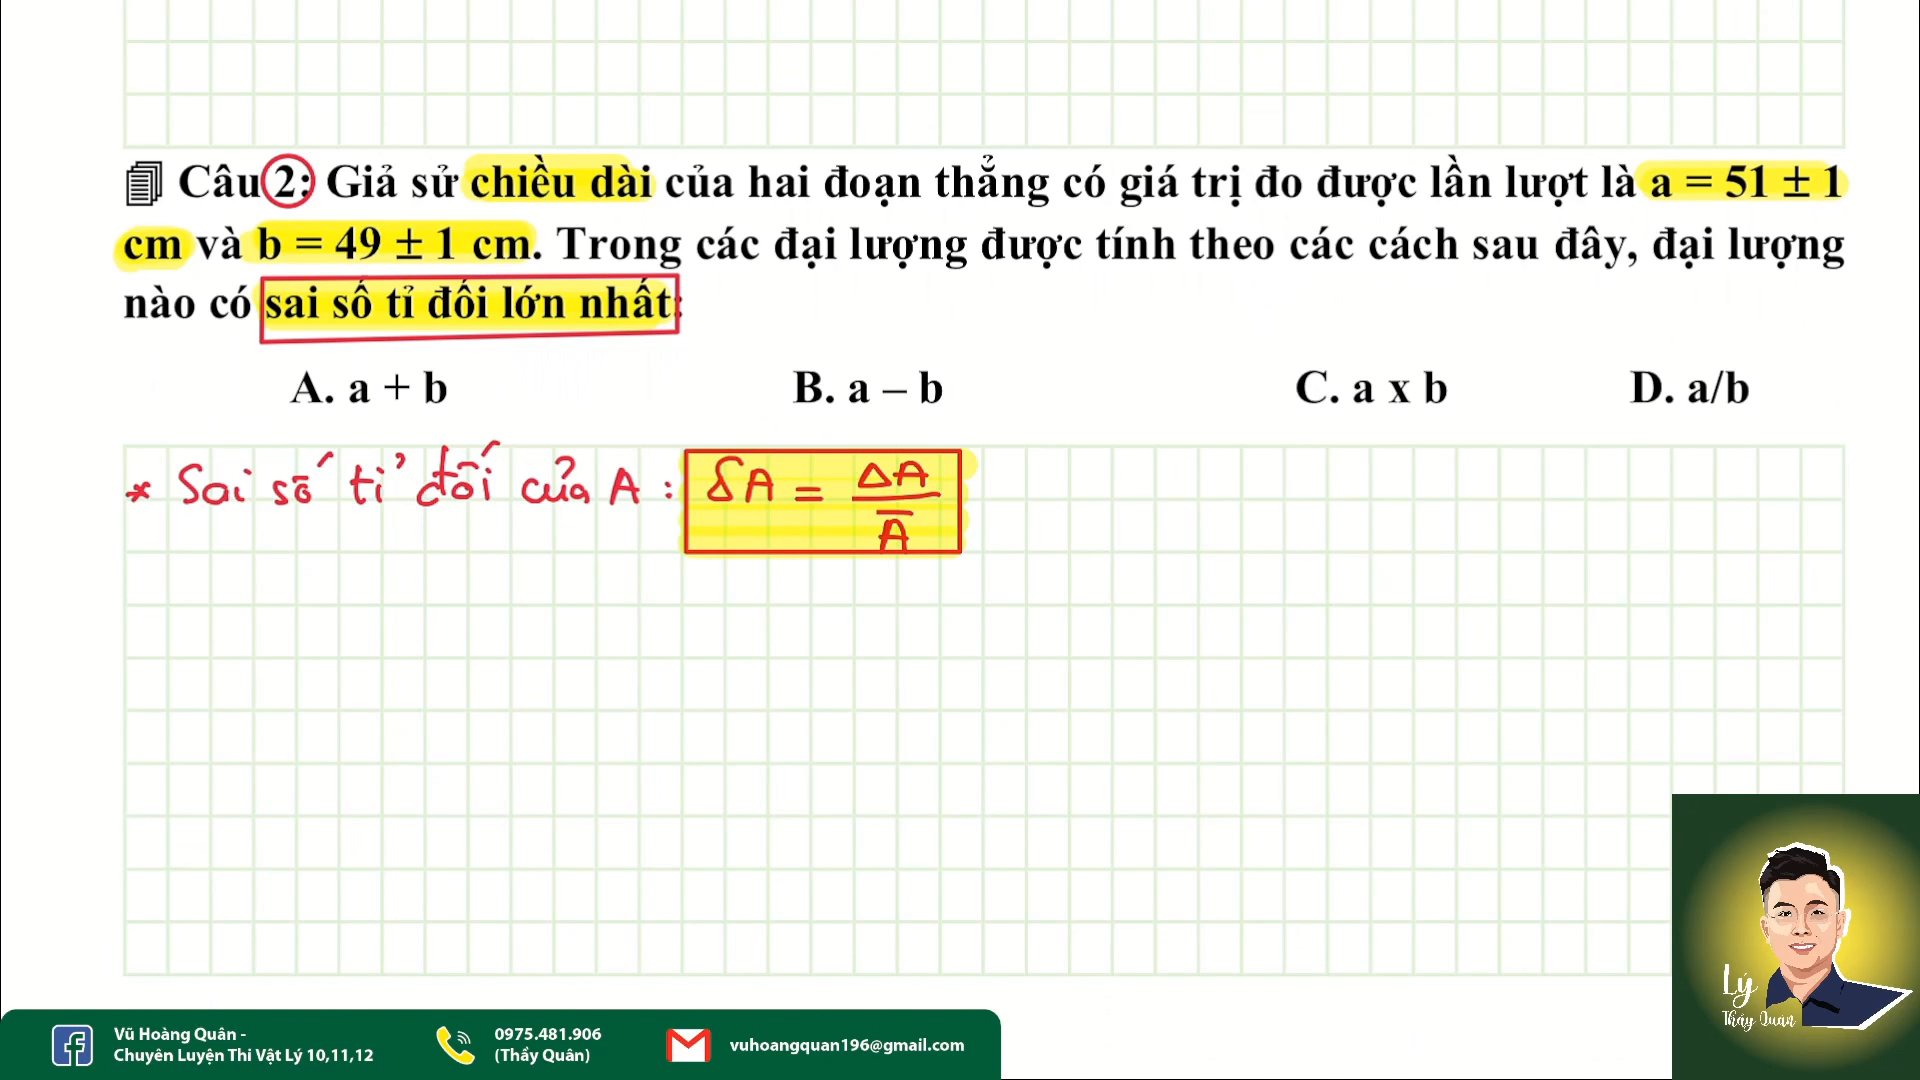 Câu 2: Giả sử chiều dài của hai đoạn thẳng có giá trị đo được lần lượt là a = 51 ± 1
cm và b = 49 ± 1 cm. Trong các đại lượng được tính theo các cách sau đây, đại lượng
nào có sai số tỉ đối lớn nhất:
A. a + b B. a – b C. a x b D. a/b
* Sai số tỉ đối của A : δA = ΔA / A̅
Lý
Thầy Quân
Vũ Hoàng Quân -
Chuyên Luyện Thi Vật Lý 10,11,12
0975.481.906
(Thầy Quân)
vuhoangquan196@gmail.com